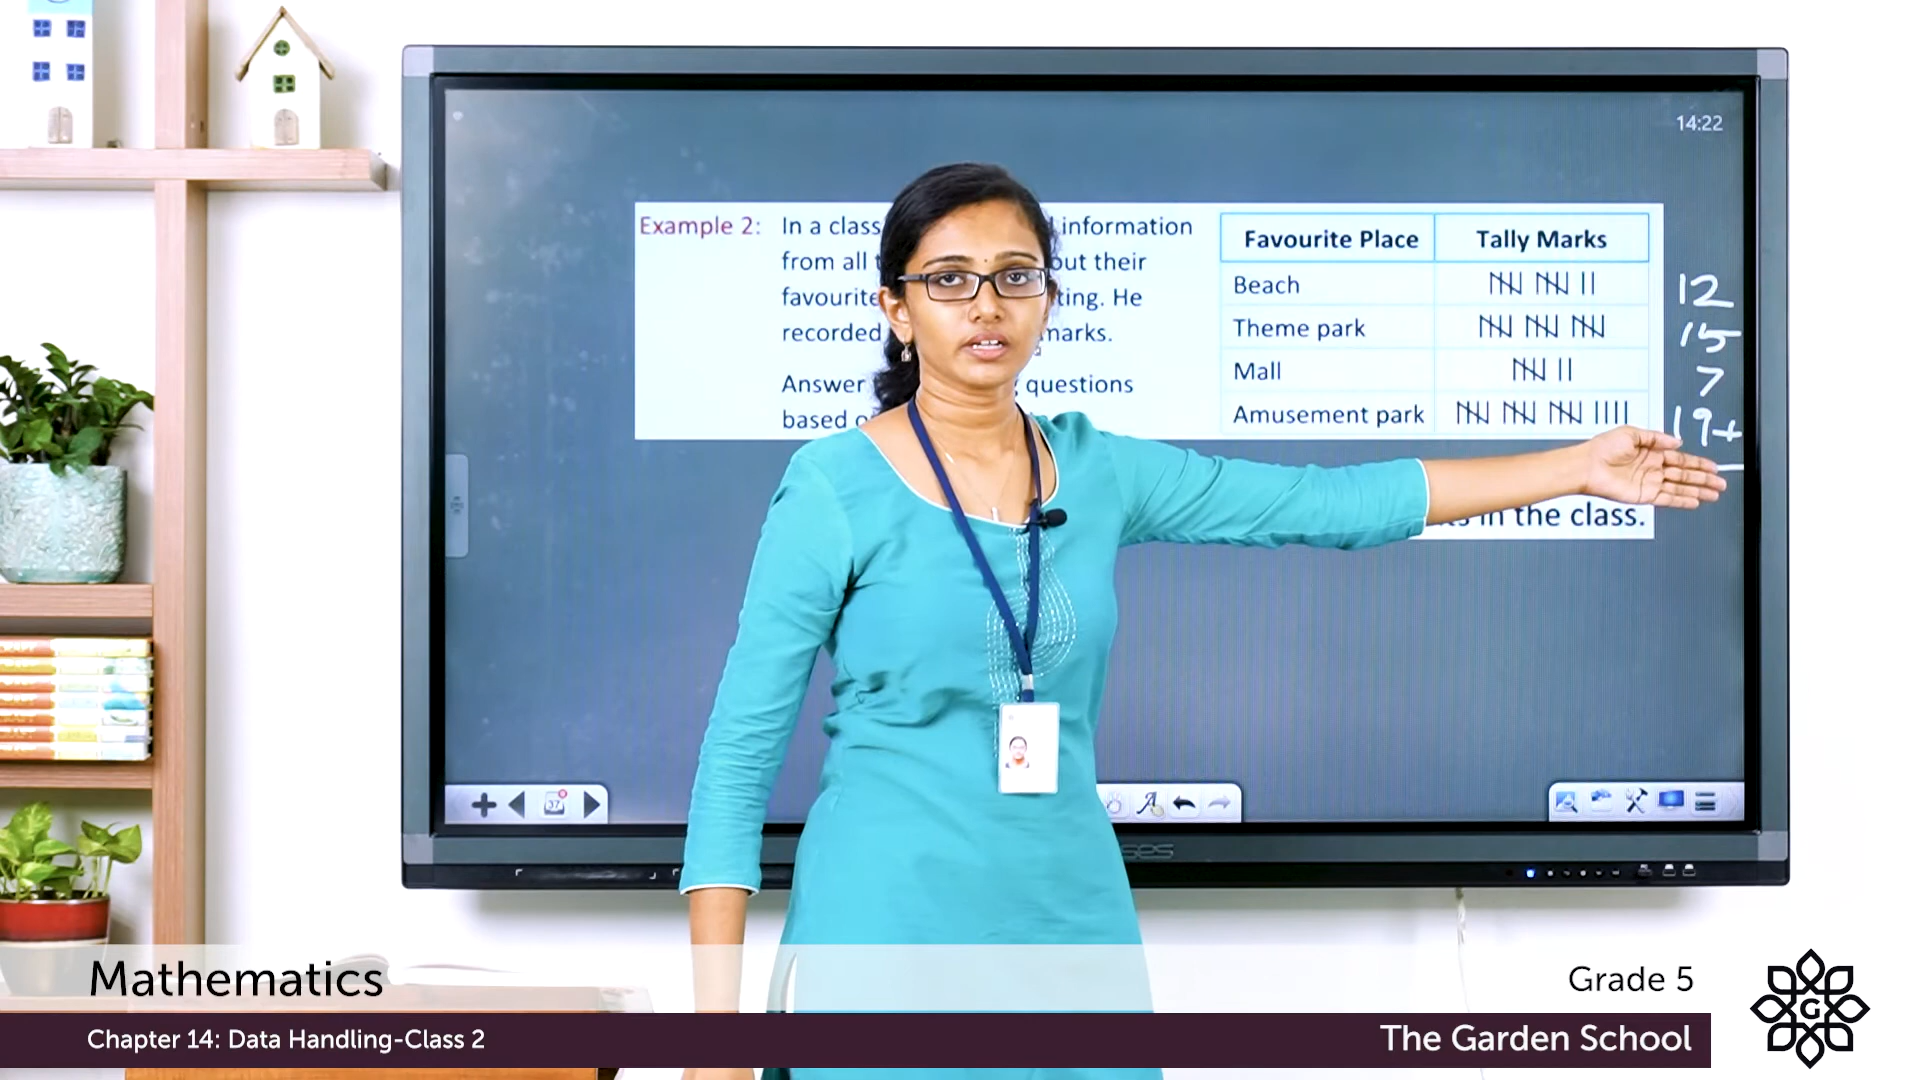 14:22
Example 2: In a class information
from all out their
favourite ting. He
recorded marks.
Answer questions
based
Favourite Place Tally Marks
Beach 12
Theme park 15
Mall 7
Amusement park 19+
in the class.
37
Mathematics
Grade 5
Chapter 14: Data Handling-Class 2
The Garden School
G